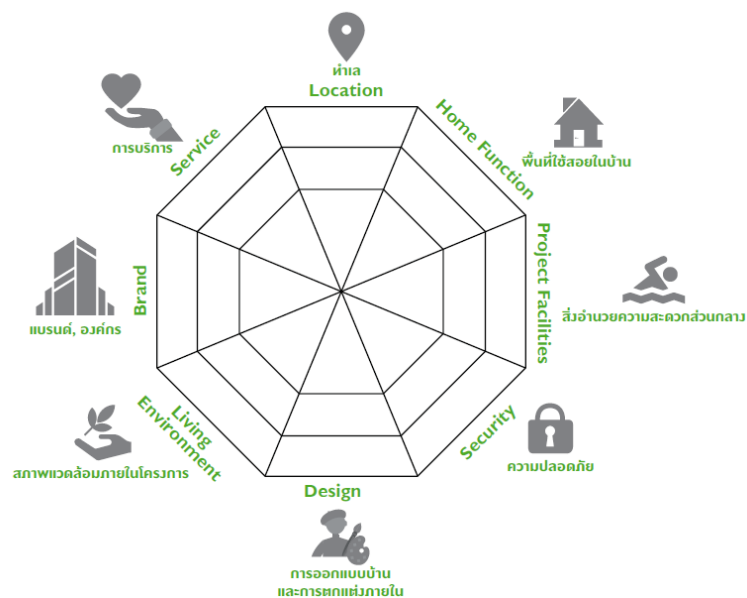 ทำเล
Location
Home Function
พื้นที่ใช้สอยในบ้าน
Project Facilities
สิ่งอำนวยความสะดวกส่วนกลาง
Security
ความปลอดภัย
Design
การออกแบบบ้าน
และการตกแต่งภายใน
Living
Environment
สภาพแวดล้อมภายในโครงการ
Brand
แบรนด์, องค์กร
Service
การบริการ